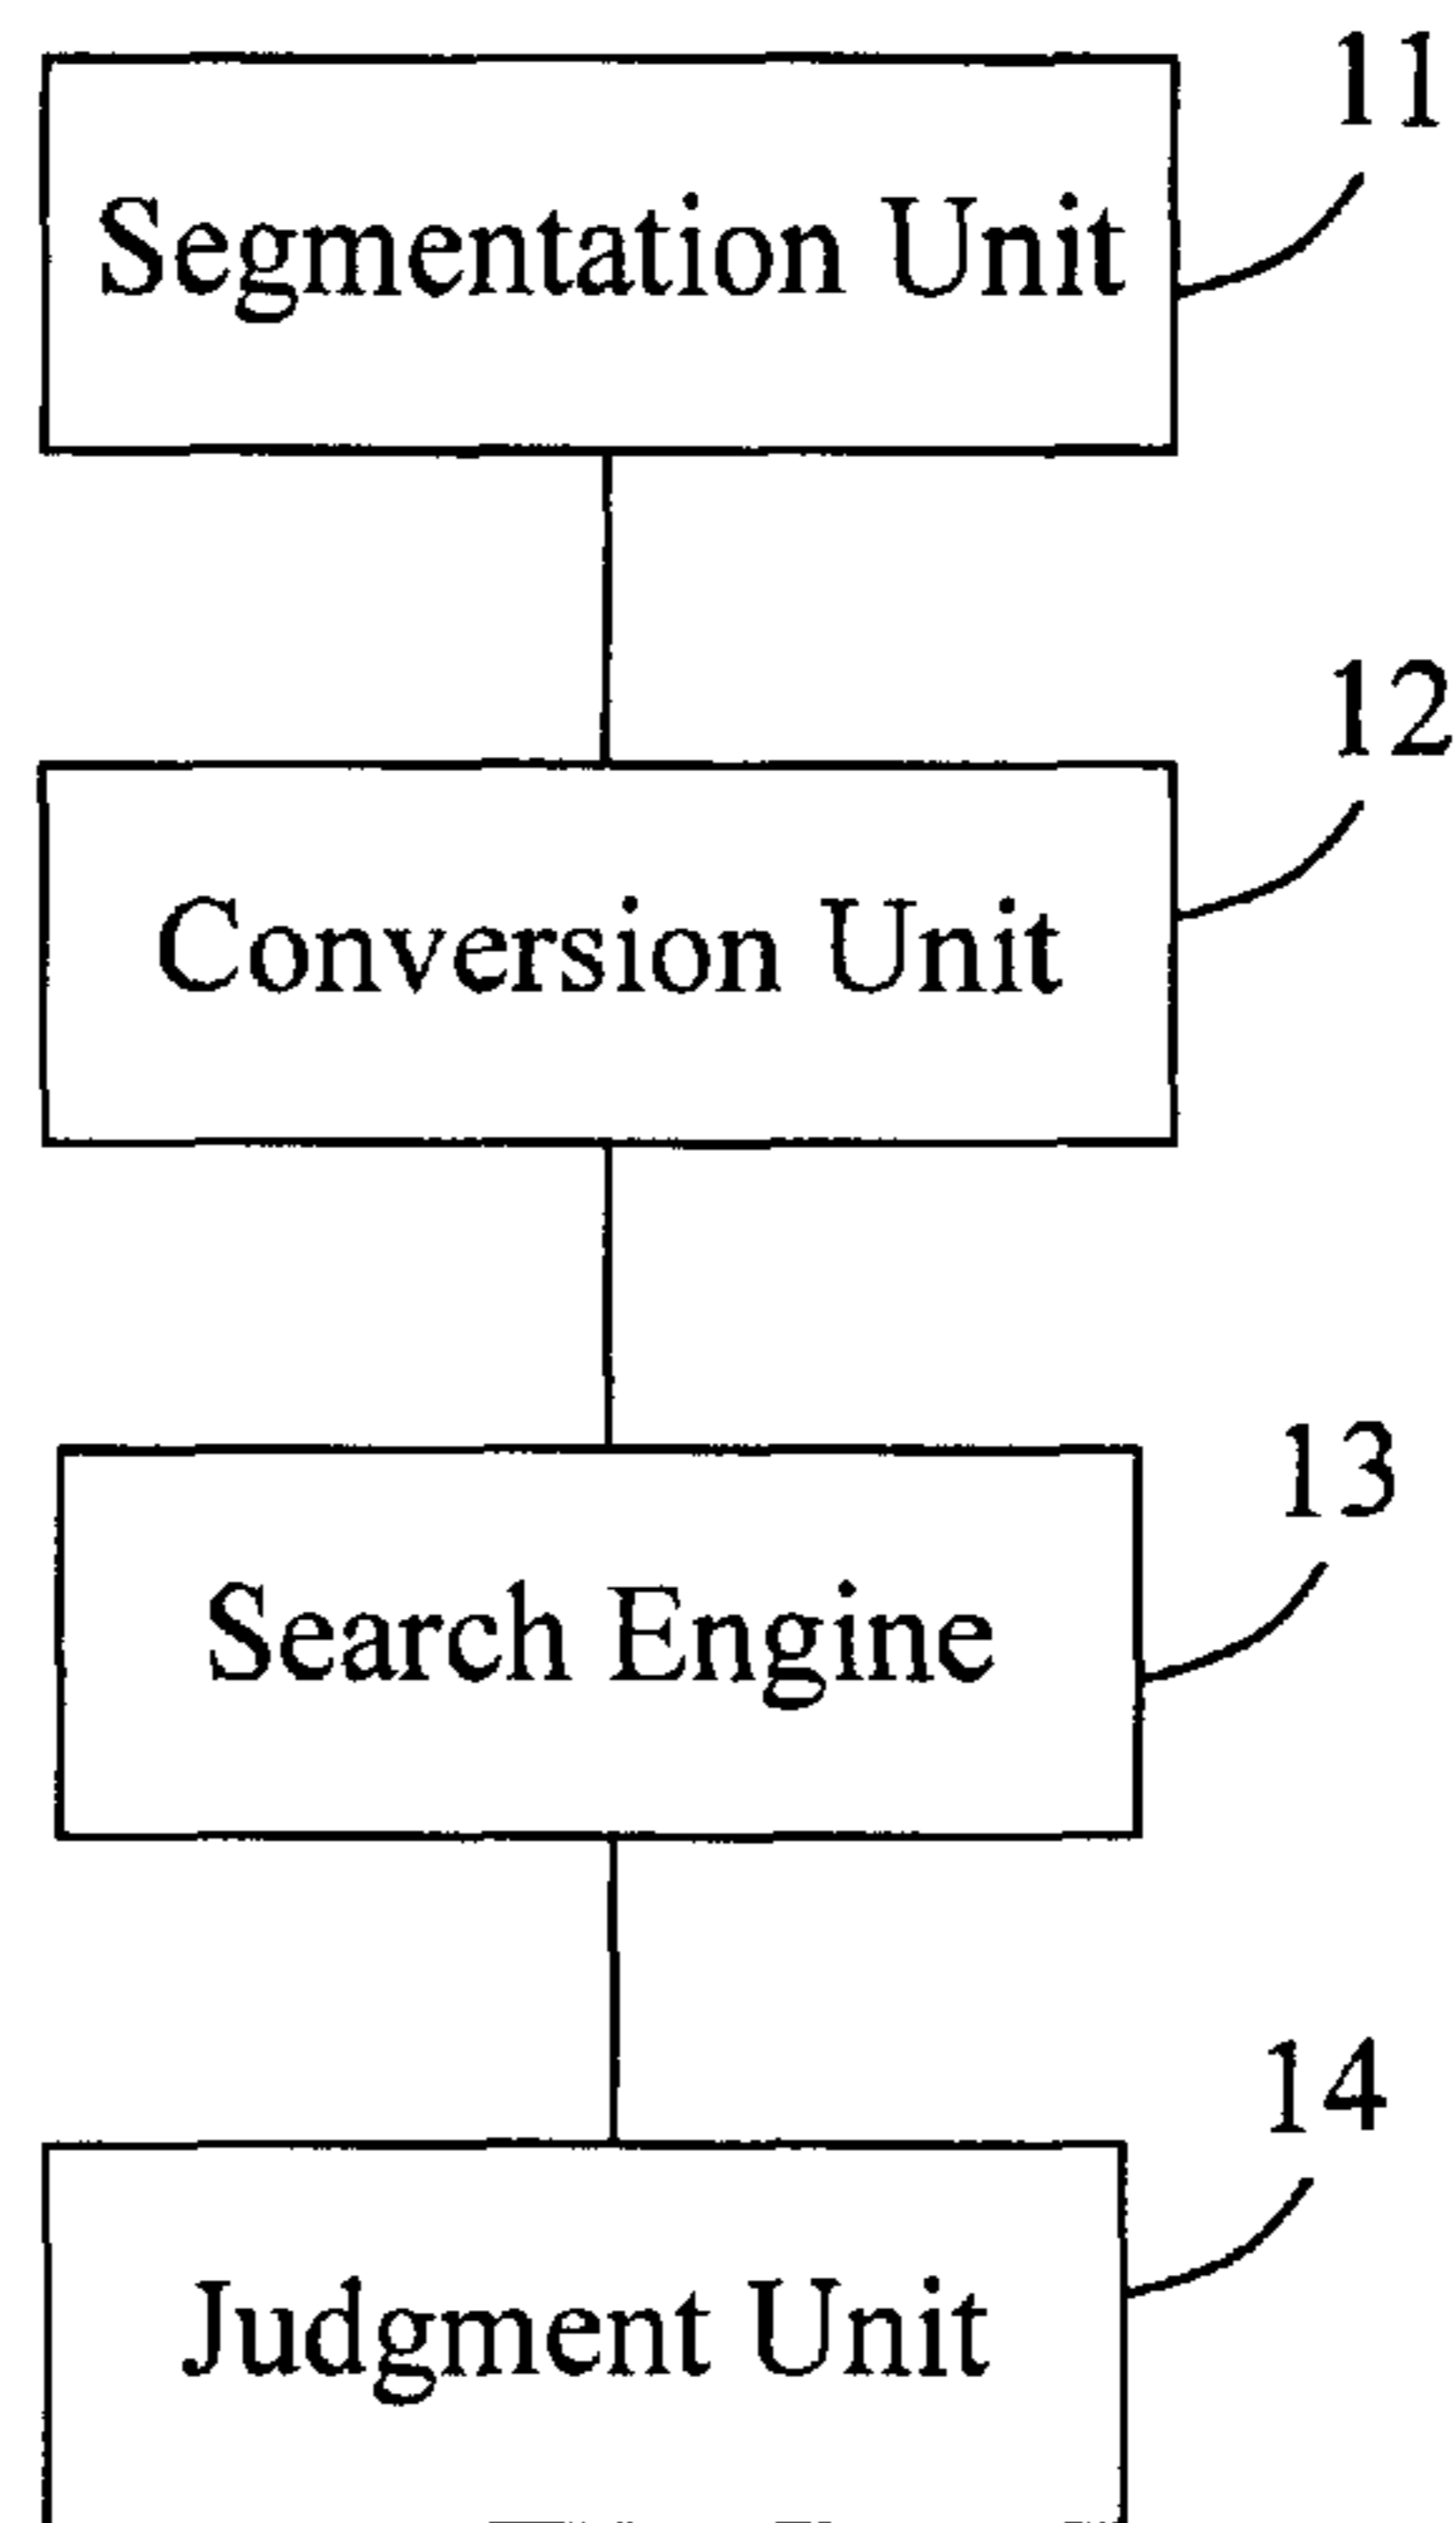 11
Segmentation Unit
12
Conversion Unit
13
Search Engine
14
Judgment Unit